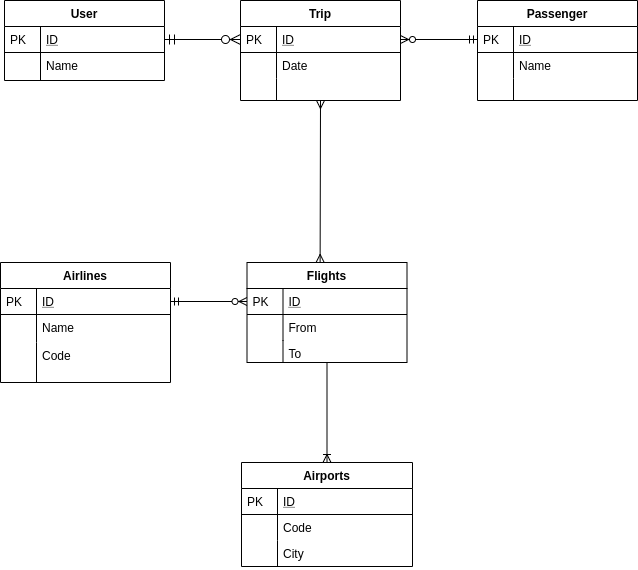 User
PK ID
Name
Trip
PK ID
Date
Passenger
PK ID
Name
Airlines
PK ID
Name
Code
Flights
PK ID
From
To
Airports
PK ID
Code
City